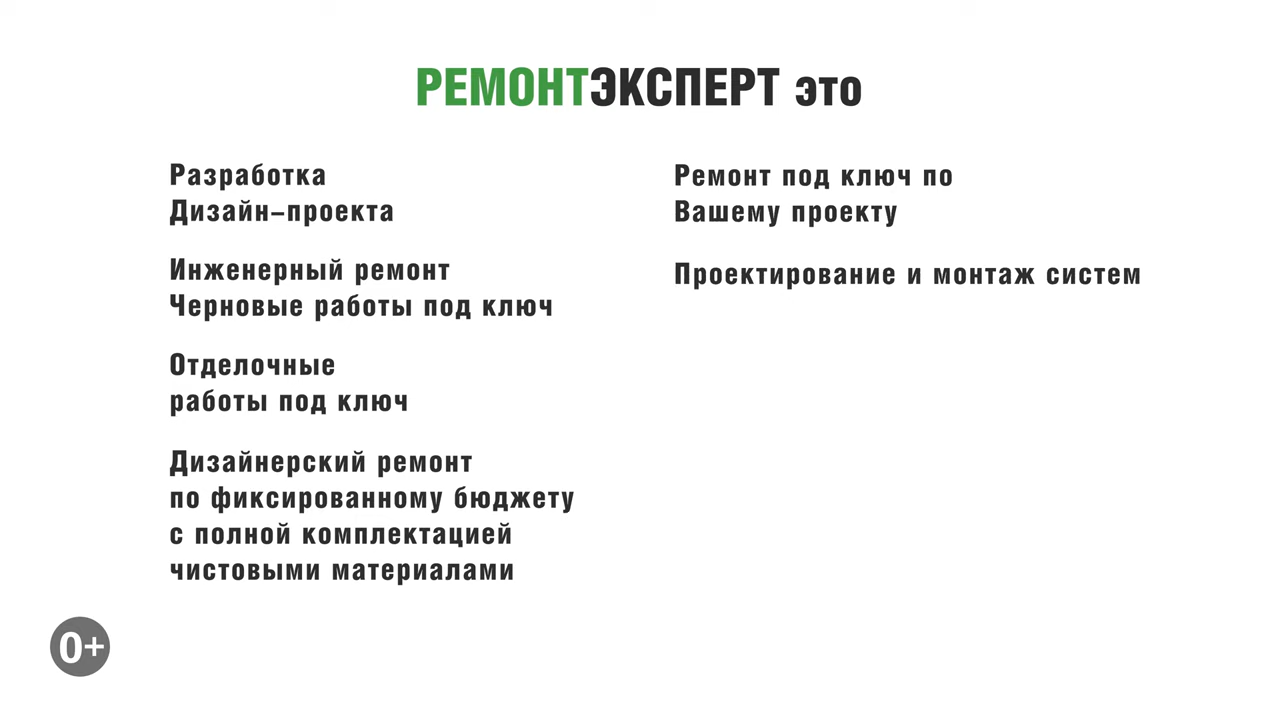 РЕМОНТЭКСПЕРТ это
Разработка
Дизайн–проекта
Инженерный ремонт
Черновые работы под ключ
Отделочные
работы под ключ
Дизайнерский ремонт
по фиксированному бюджету
с полной комплектацией
чистовыми материалами
Ремонт под ключ по
Вашему проекту
Проектирование и монтаж систем
0+